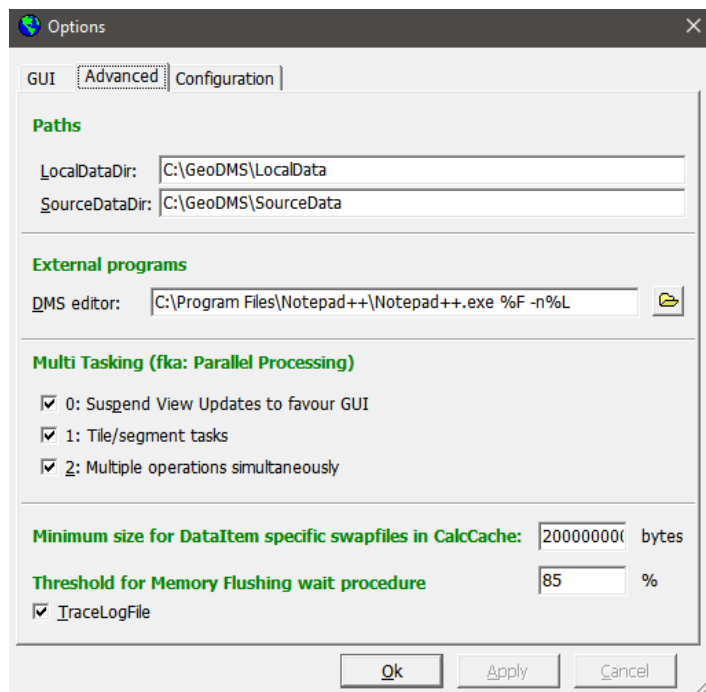 Options
GUI Advanced Configuration
Paths
LocalDataDir: C:\GeoDMS\LocalData
SourceDataDir: C:\GeoDMS\SourceData
External programs
DMS editor: C:\Program Files\Notepad++\Notepad++.exe %F -n%L
Multi Tasking (fka: Parallel Processing)
0: Suspend View Updates to favour GUI
1: Tile/segment tasks
2: Multiple operations simultaneously
Minimum size for DataItem specific swapfiles in CalcCache: 20000000 bytes
Threshold for Memory Flushing wait procedure 85 %
TraceLogFile
Ok Apply Cancel